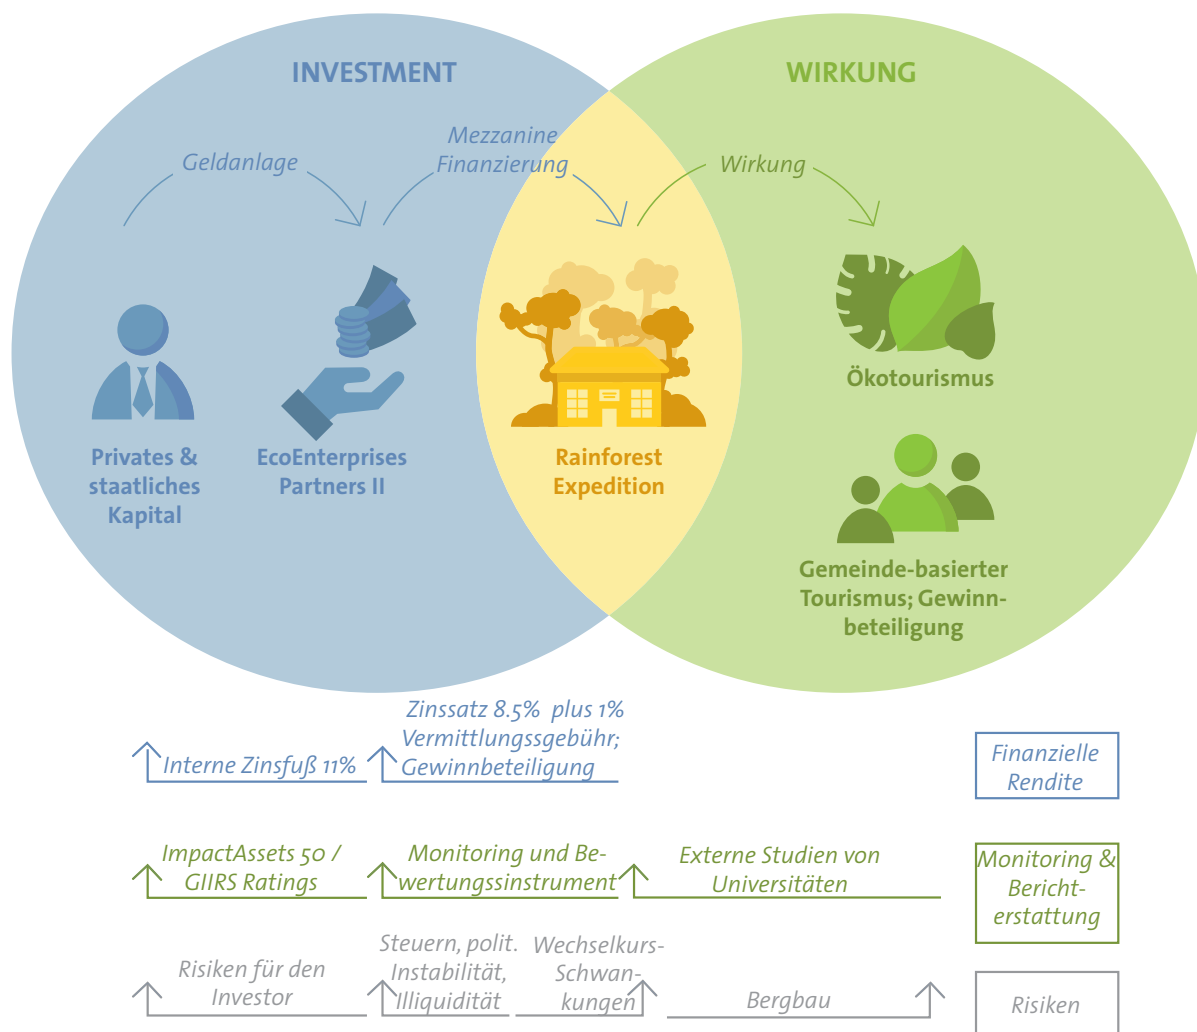 INVESTMENT
WIRKUNG
Geldanlage
Mezzanine
Finanzierung
Wirkung
Privates &
staatliches
Kapital
EcoEnterprises
Partners II
Rainforest
Expedition
Ökotourismus
Gemeinde-basierter
Tourismus; Gewinn-
beteiligung
Interne Zinsfuß 11%
Zinssatz 8.5% plus 1%
Vermittlungssgebühr;
Gewinnbeteiligung
Finanzielle
Rendite
ImpactAssets 50 /
GIIRS Ratings
Monitoring und Be-
wertungssinstrument
Externe Studien von
Universitäten
Monitoring &
Bericht-
erstattung
Risiken für den
Investor
Steuern, polit.
Instabilität,
Illiquidität
Wechselkurs-
Schwan-
kungen
Bergbau
Risiken